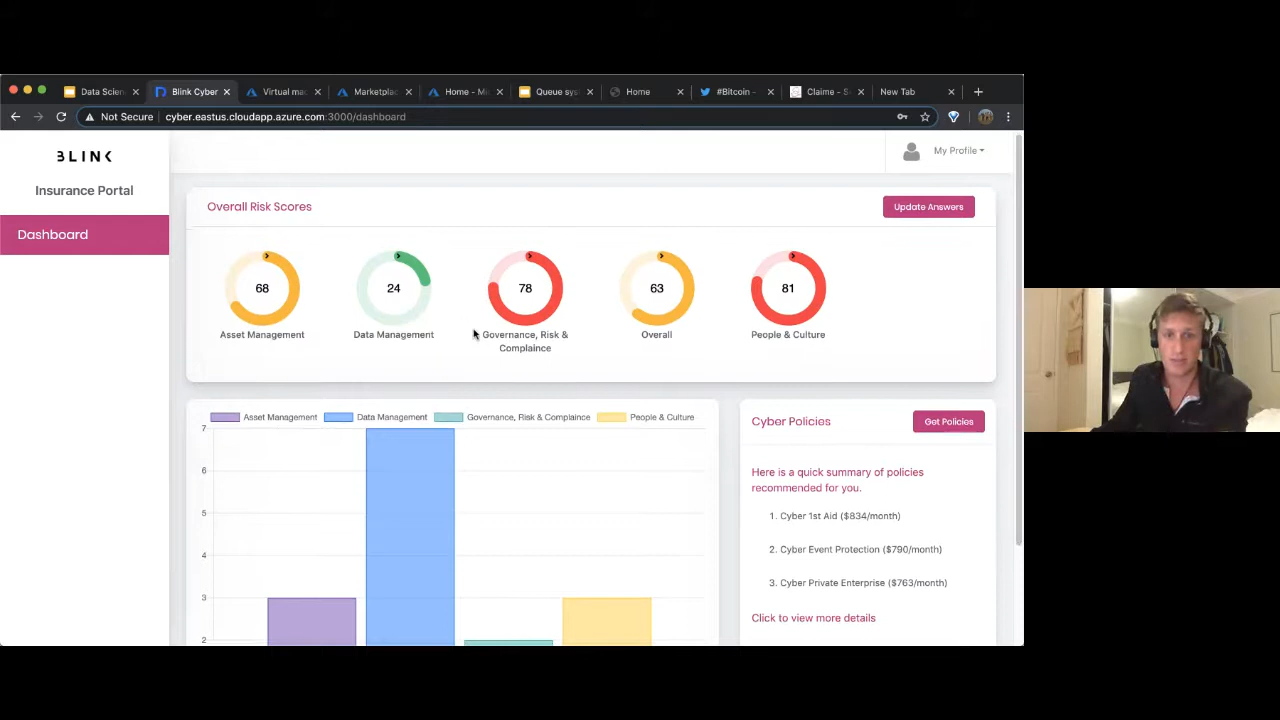 Data Scien
Blink Cyber
Virtual mac
Marketplac
Home - Mi
Queue sys
Home
#Bitcoin -
Claime - S
New Tab
Not Secure
cyber.eastus.cloudapp.azure.com:3000/dashboard
BLINK
Insurance Portal
Dashboard
My Profile
Overall Risk Scores
Update Answers
68
24
78
63
81
Asset Management
Data Management
Governance, Risk &
Complaince
Overall
People & Culture
Asset Management
Data Management
Governance, Risk & Complaince
People & Culture
7
6
5
4
3
2
Cyber Policies
Get Policies
Here is a quick summary of policies
recommended for you.
1. Cyber 1st Aid ($834/month)
2. Cyber Event Protection ($790/month)
3. Cyber Private Enterprise ($763/month)
Click to view more details